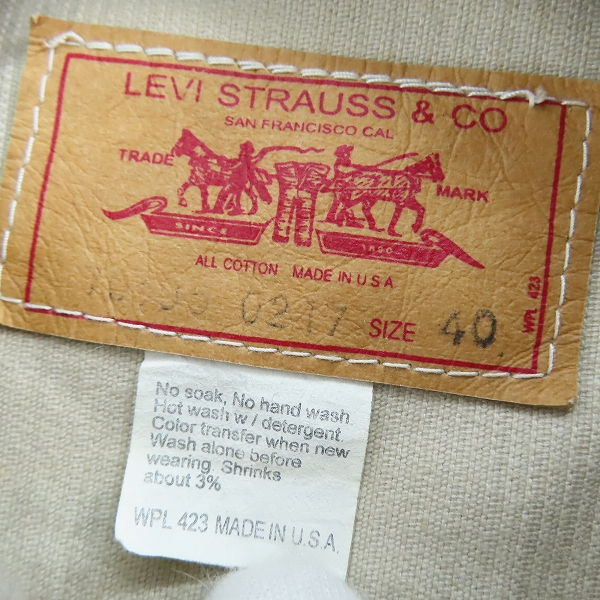 LEVI STRAUSS & CO
SAN FRANCISCO CAL
TRADE MARK
SINCE
ALL COTTON MADE IN U.S.A
0217 SIZE 40
WPL 423
No soak, No hand wash
Hot wash w / detergent
Color transfer when new
Wash alone before
wearing. Shrinks
about 3%
WPL 423 MADE IN U.S.A.